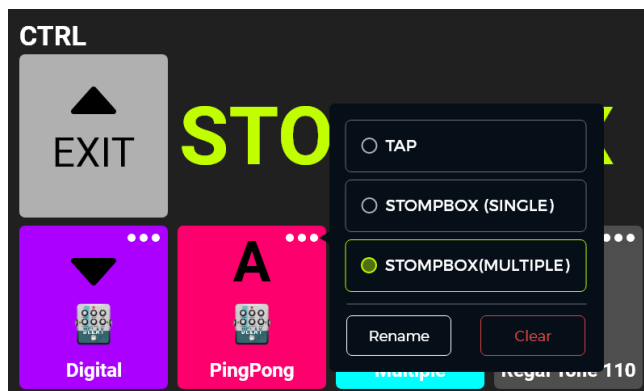 CTRL
EXIT
STO
X
TAP
STOMPBOX (SINGLE)
STOMPBOX(MULTIPLE)
Rename
Clear
A
Digital
PingPong
Multiple
Regal Tone 110